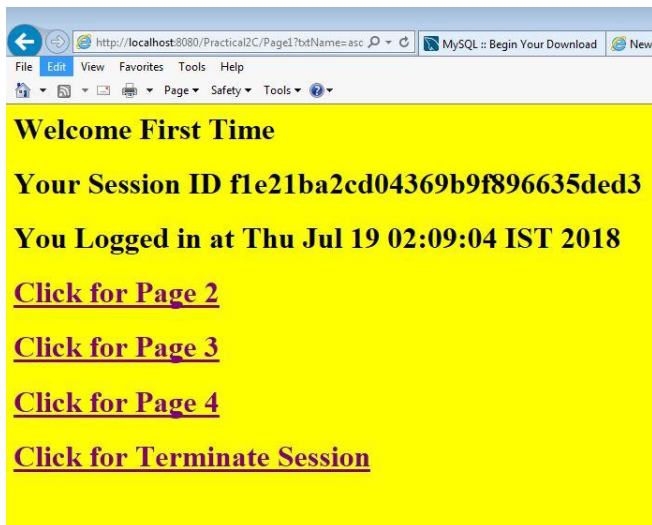 http://localhost:8080/Practical2C/Page1?txtName=asc
MySQL :: Begin Your Download
New
File Edit View Favorites Tools Help
Page Safety Tools
Welcome First Time
Your Session ID f1e21ba2cd04369b9f896635ded3
You Logged in at Thu Jul 19 02:09:04 IST 2018
Click for Page 2
Click for Page 3
Click for Page 4
Click for Terminate Session